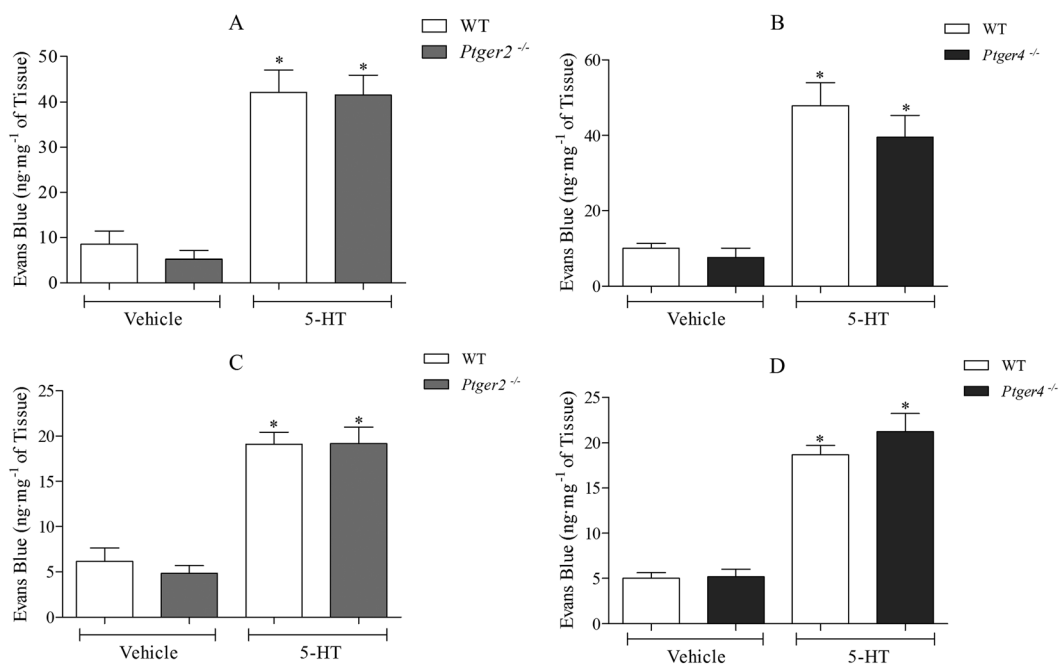 A
WT
Ptger2 -/-
Evans Blue (ng·mg-1 of Tissue)
50
40
30
20
10
0
* *
Vehicle 5-HT
B
WT
Ptger4 -/-
Evans Blue (ng·mg-1 of Tissue)
60
40
20
0
*
*
Vehicle 5-HT
C
WT
Ptger2 -/-
Evans Blue (ng·mg-1 of Tissue)
25
20
15
10
5
0
* *
Vehicle 5-HT
D
WT
Ptger4 -/-
Evans Blue (ng·mg-1 of Tissue)
25
20
15
10
5
0
*
*
Vehicle 5-HT